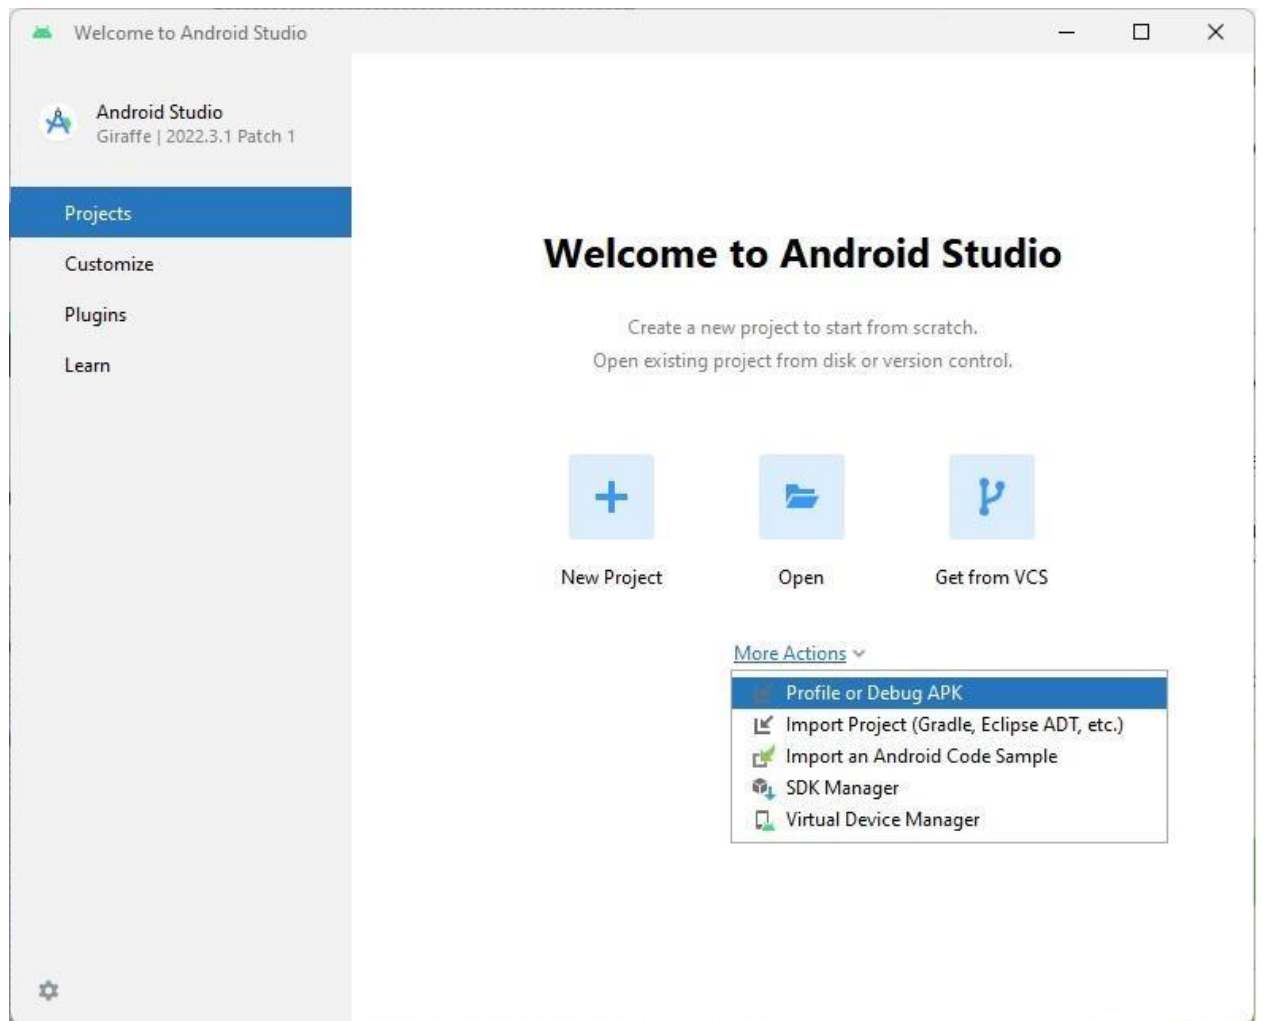 Welcome to Android Studio
Android Studio
Giraffe | 2022.3.1 Patch 1
Projects
Customize
Plugins
Learn
Welcome to Android Studio
Create a new project to start from scratch.
Open existing project from disk or version control.
New Project
Open
Get from VCS
More Actions
Profile or Debug APK
Import Project (Gradle, Eclipse ADT, etc.)
Import an Android Code Sample
SDK Manager
Virtual Device Manager